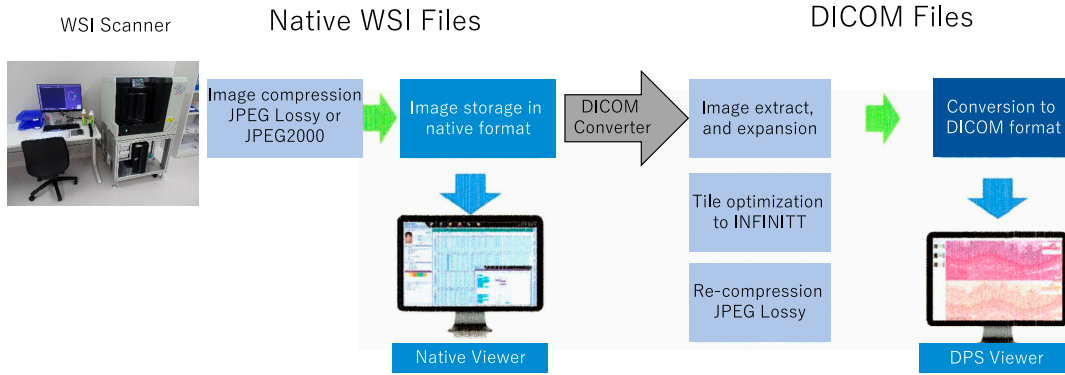 WSI Scanner
Native WSI Files
DICOM Files
Image compression
JPEG Lossy or
JPEG2000
Image storage in
native format
DICOM
Converter
Image extract,
and expansion
Conversion to
DICOM format
Tile optimization
to INFINITT
Re-compression
JPEG Lossy
Native Viewer
DPS Viewer